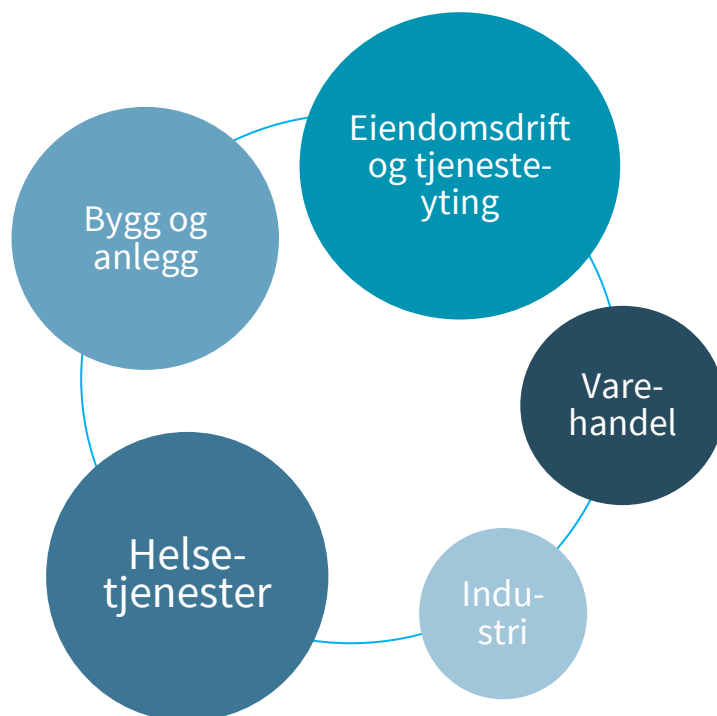 Eiendomsdrift
og tjeneste-
yting
Bygg og
anlegg
Vare-
handel
Helse-
tjenester
Indu-
stri